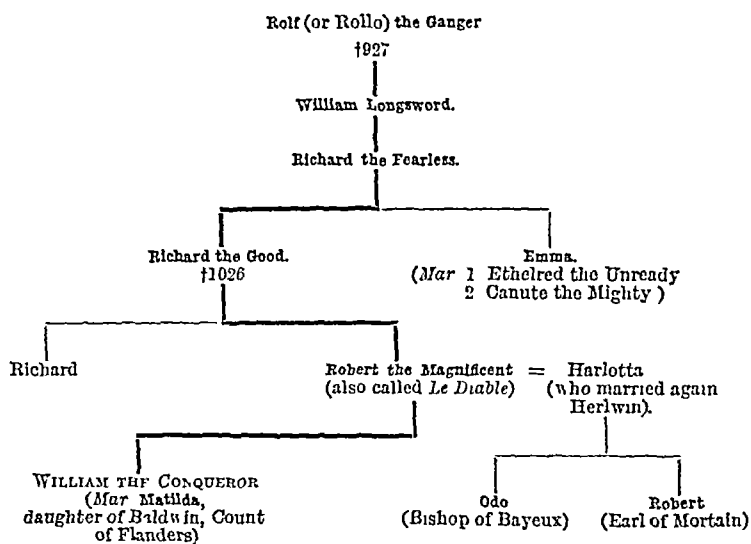 Rolf (or Rollo) the Ganger
†927
William Longsword.
Richard the Fearless.
Richard the Good.
†1026
Emma.
(Mar 1 Ethelred the Unready
2 Canute the Mighty )
Richard
Robert the Magnificent = Harlotta
(also called Le Diable) (who married again
Herlwin).
WILLIAM THE CONQUEROR
(Mar Matilda,
daughter of Baldwin, Count
of Flanders)
Odo
(Bishop of Bayeux)
Robert
(Earl of Mortain)